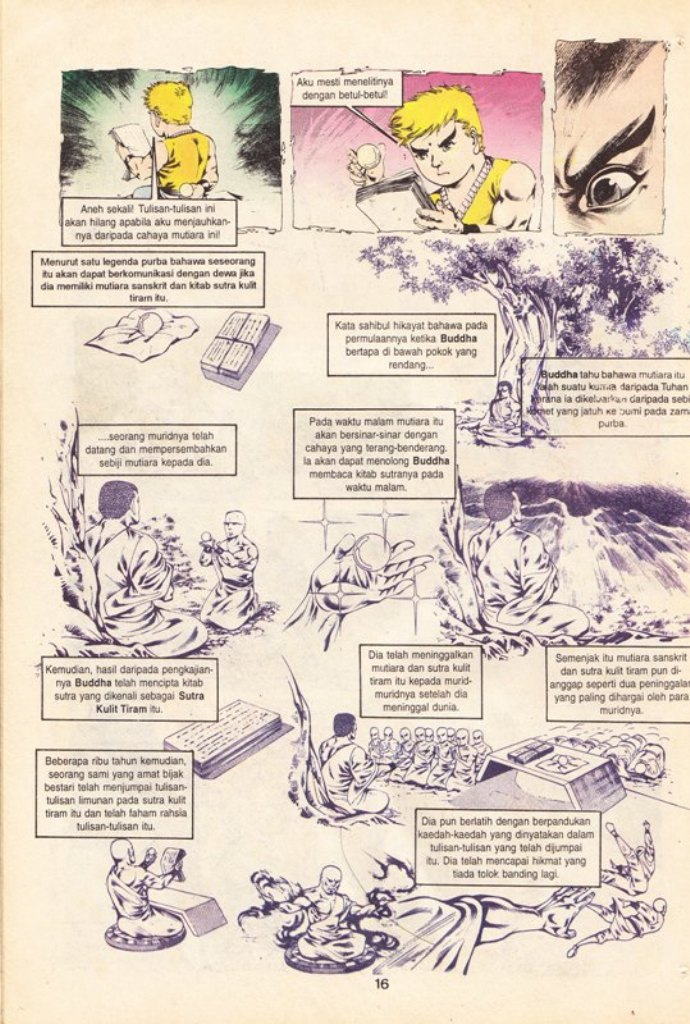 Aneh sekali! Tulisan-tulisan ini
akan hilang apabila aku menjauhkan-
nya daripada cahaya mutiara ini!
Aku mesti menelitinya
dengan betul-betul!
Menurut satu legenda purba bahawa seseorang
itu akan dapat berkomunikasi dengan dewa jika
dia memiliki mutiara sanskrit dan kitab sutra kulit
tiram itu.
Kata sahibul hikayat bahawa pada
permulaannya ketika Buddha
bertapa di bawah pokok yang
rendang...
....seorang muridnya telah
datang dan mempersembahkan
sebiji mutiara kepada dia.
Buddha tahu bahawa mutiara itu
ialah suatu kurnia daripada Tuhan
kerana ia dikeluarkan daripada sebi
komet yang jatuh ke bumi pada zam
purba.
Pada waktu malam mutiara itu
akan bersinar-sinar dengan
cahaya yang terang-benderang.
Ia akan dapat menolong Buddha
membaca kitab sutranya pada
waktu malam.
Kemudian, hasil daripada pengkajian-
nya Buddha telah mencipta kitab
sutra yang dikenali sebagai Sutra
Kulit Tiram itu.
Dia telah meninggalkan
mutiara dan sutra kulit
tiram itu kepada murid-
muridnya setelah dia
meninggal dunia.
Semenjak itu mutiara sanskrit
dan sutra kulit tiram pun di-
anggap seperti dua peninggalan
yang paling dihargai oleh para
muridnya.
Beberapa ribu tahun kemudian,
seorang sami yang amat bijak
bestari telah menjumpai tulisan-
tulisan limunan pada sutra kulit
tiram itu dan telah faham rahsia
tulisan-tulisan itu.
Dia pun berlatih dengan berpandukan
kaedah-kaedah yang dinyatakan dalam
tulisan-tulisan yang telah dijumpai
itu. Dia telah mencapai hikmat yang
tiada tolok banding lagi.
16